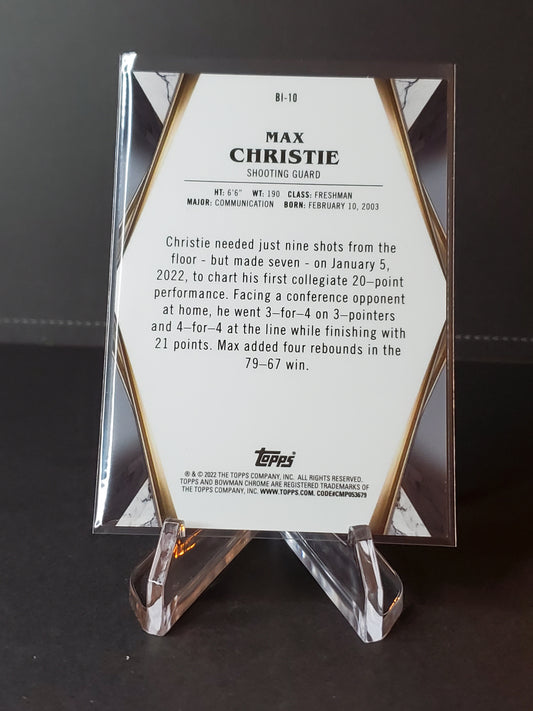 BI-10
MAX
CHRISTIE
SHOOTING GUARD
HT: 6'6" WT: 190 CLASS: FRESHMAN
MAJOR: COMMUNICATION BORN: FEBRUARY 10, 2003
Christie needed just nine shots from the
floor - but made seven - on January 5,
2022, to chart his first collegiate 20–point
performance. Facing a conference opponent
at home, he went 3–for–4 on 3–pointers
and 4–for–4 at the line while finishing with
21 points. Max added four rebounds in the
79–67 win.
Topps
® & © 2022 THE TOPPS COMPANY, INC. ALL RIGHTS RESERVED.
TOPPS AND BOWMAN CHROME ARE REGISTERED TRADEMARKS OF
THE TOPPS COMPANY, INC. WWW.TOPPS.COM. CODE#CMP053679